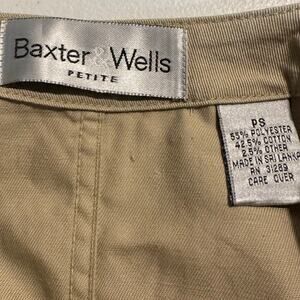 Baxter & Wells
PETITE
PS
55% POLYESTER
42.5% COTTON
2.5% OTHER
MADE IN SRI LANKA
RN 31289
CARE OVER